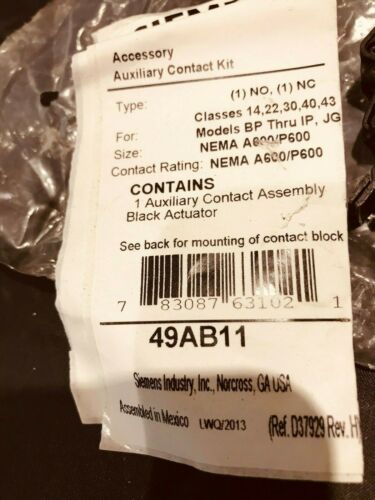 SIEMENS
Accessory
Auxiliary Contact Kit
Type: (1) NO, (1) NC
Classes 14,22,30,40,43
For: Models BP Thru IP, JG
Size: NEMA A600/P600
Contact Rating: NEMA A600/P600
CONTAINS
1 Auxiliary Contact Assembly
Black Actuator
See back for mounting of contact block
7 83087 63102 1
49AB11
Siemens Industry, Inc., Norcross, GA USA
Assembled in Mexico LWQ/2013 (Ref. D37929 Rev. H)